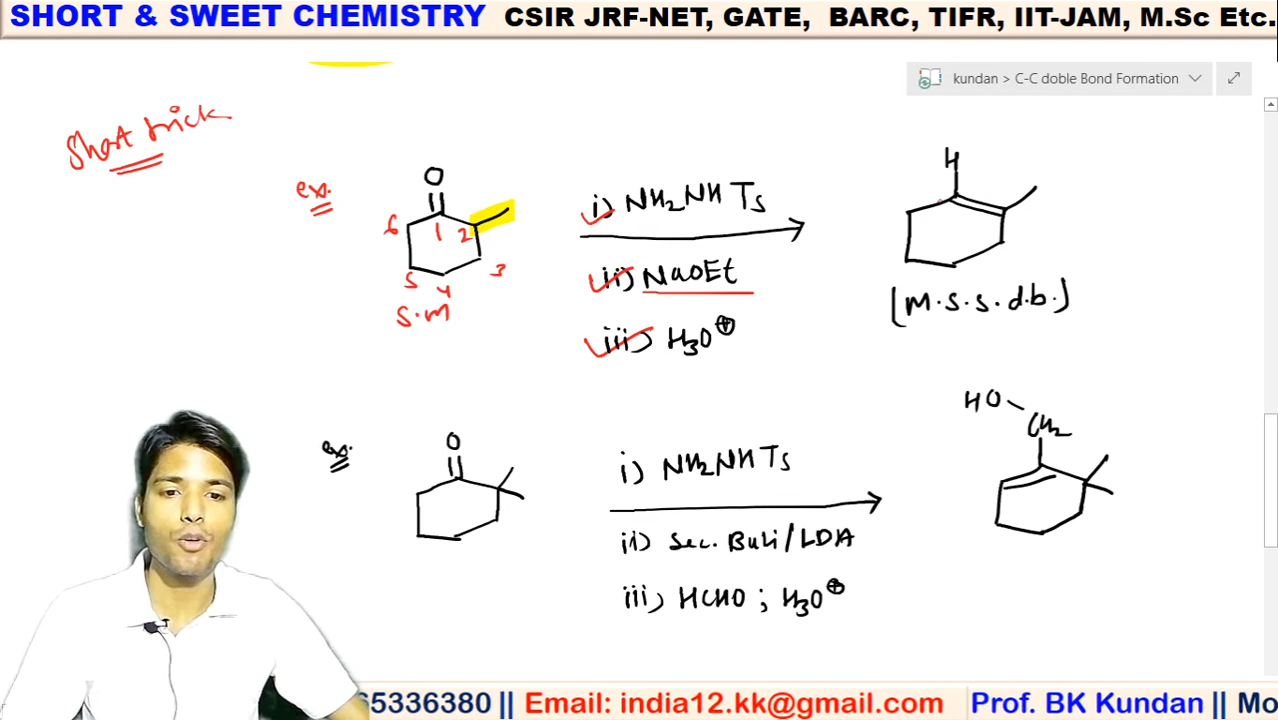 SHORT & SWEET CHEMISTRY CSIR JRF-NET, GATE, BARC, TIFR, IIT-JAM, M.Sc Etc.
kundan > C-C doble Bond Formation
Short trick
ex.
O
6 1 2
5 4 3
S.M
i) NH2NHTs
ii) NaOEt
iii) H3O⊕
H
(M.S.S.d.b.)
ex.
O
i) NH2NHTs
ii) Sec. BuLi/LDA
iii) HCHO ; H3O⊕
HO
CH2
65336380 || Email: india12.kk@gmail.com || Prof. BK Kundan || Mo